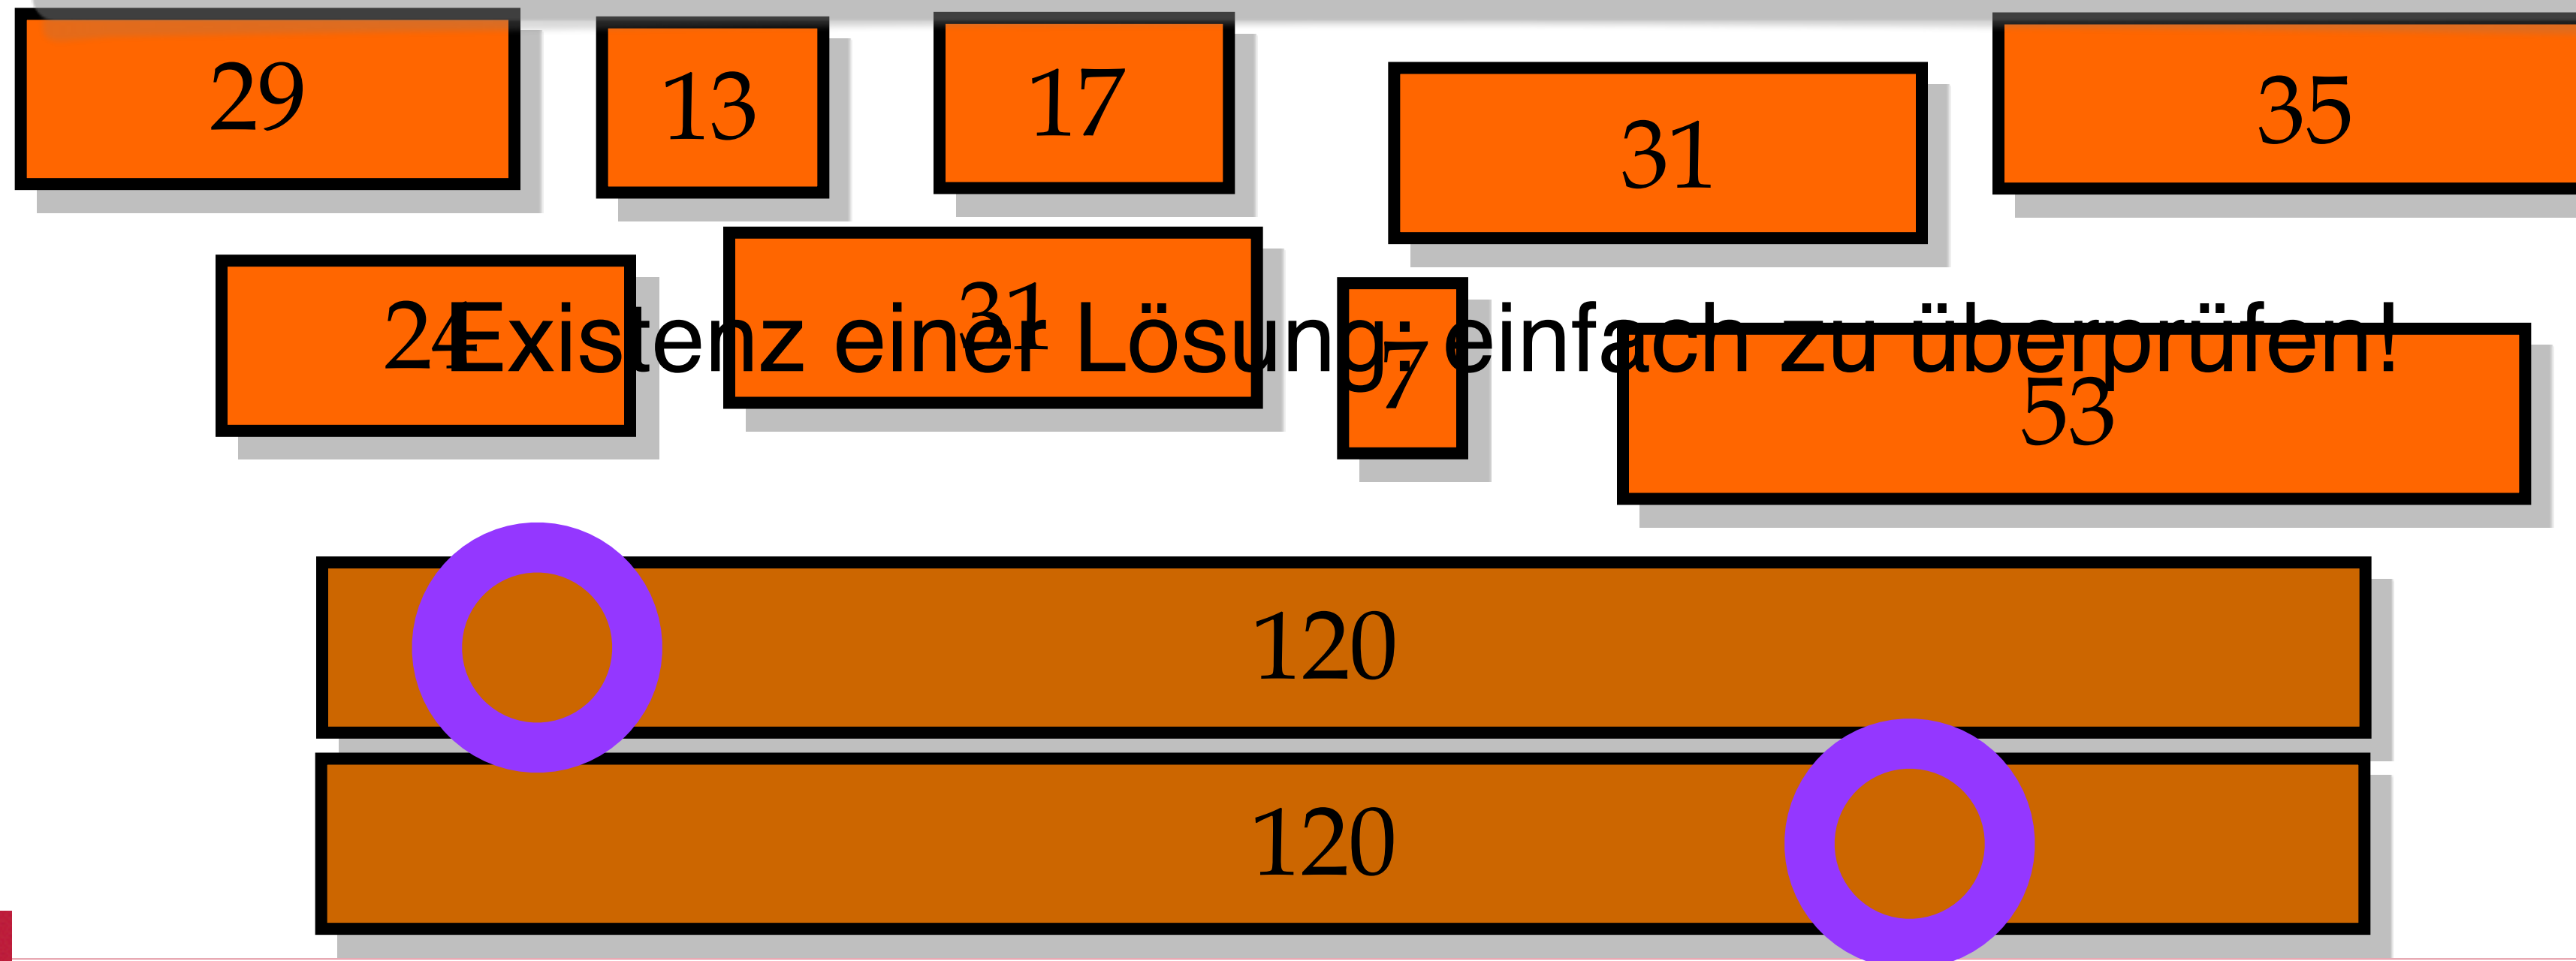 29 13 17 31 35
24 31 7 53
Existenz einer Lösung: einfach zu überprüfen!
120
120